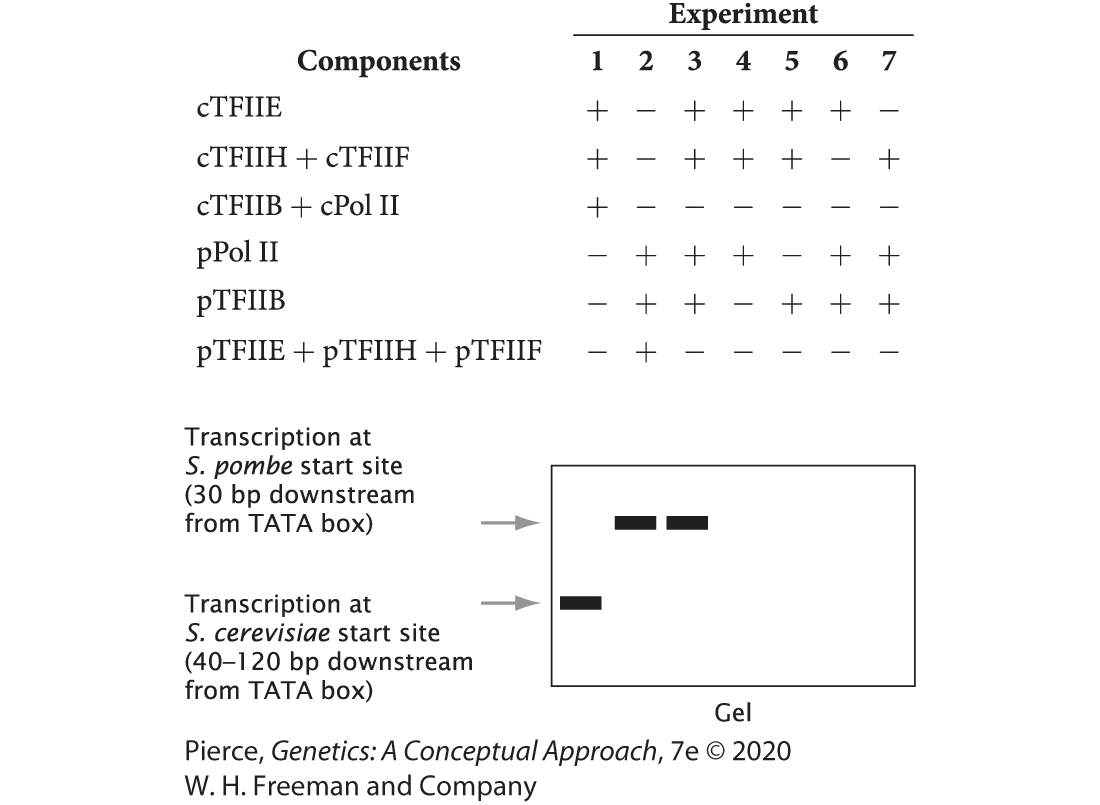 Experiment
Components 1 2 3 4 5 6 7
cTFIIE + − + + + + −
cTFIIH + cTFIIF + − + + + − +
cTFIIB + cPol II + − − − − − −
pPol II − + + + − + +
pTFIIB − + + − + + +
pTFIIE + pTFIIH + pTFIIF − + − − − − −
Transcription at
S. pombe start site
(30 bp downstream
from TATA box)
Transcription at
S. cerevisiae start site
(40–120 bp downstream
from TATA box)
Gel
Pierce, Genetics: A Conceptual Approach, 7e © 2020
W. H. Freeman and Company